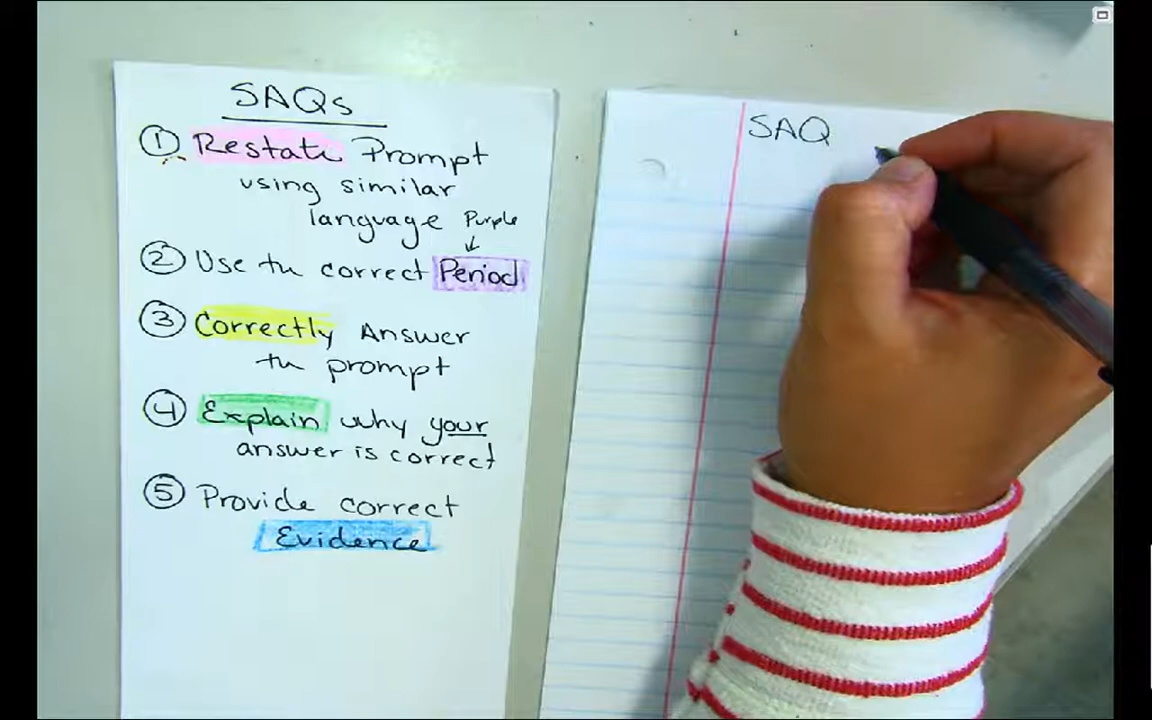 SAQs
① Restate Prompt
using similar
language Purple
② Use the correct Period
③ Correctly Answer
the prompt
④ Explain why your
answer is correct
⑤ Provide correct
Evidence
SAQ